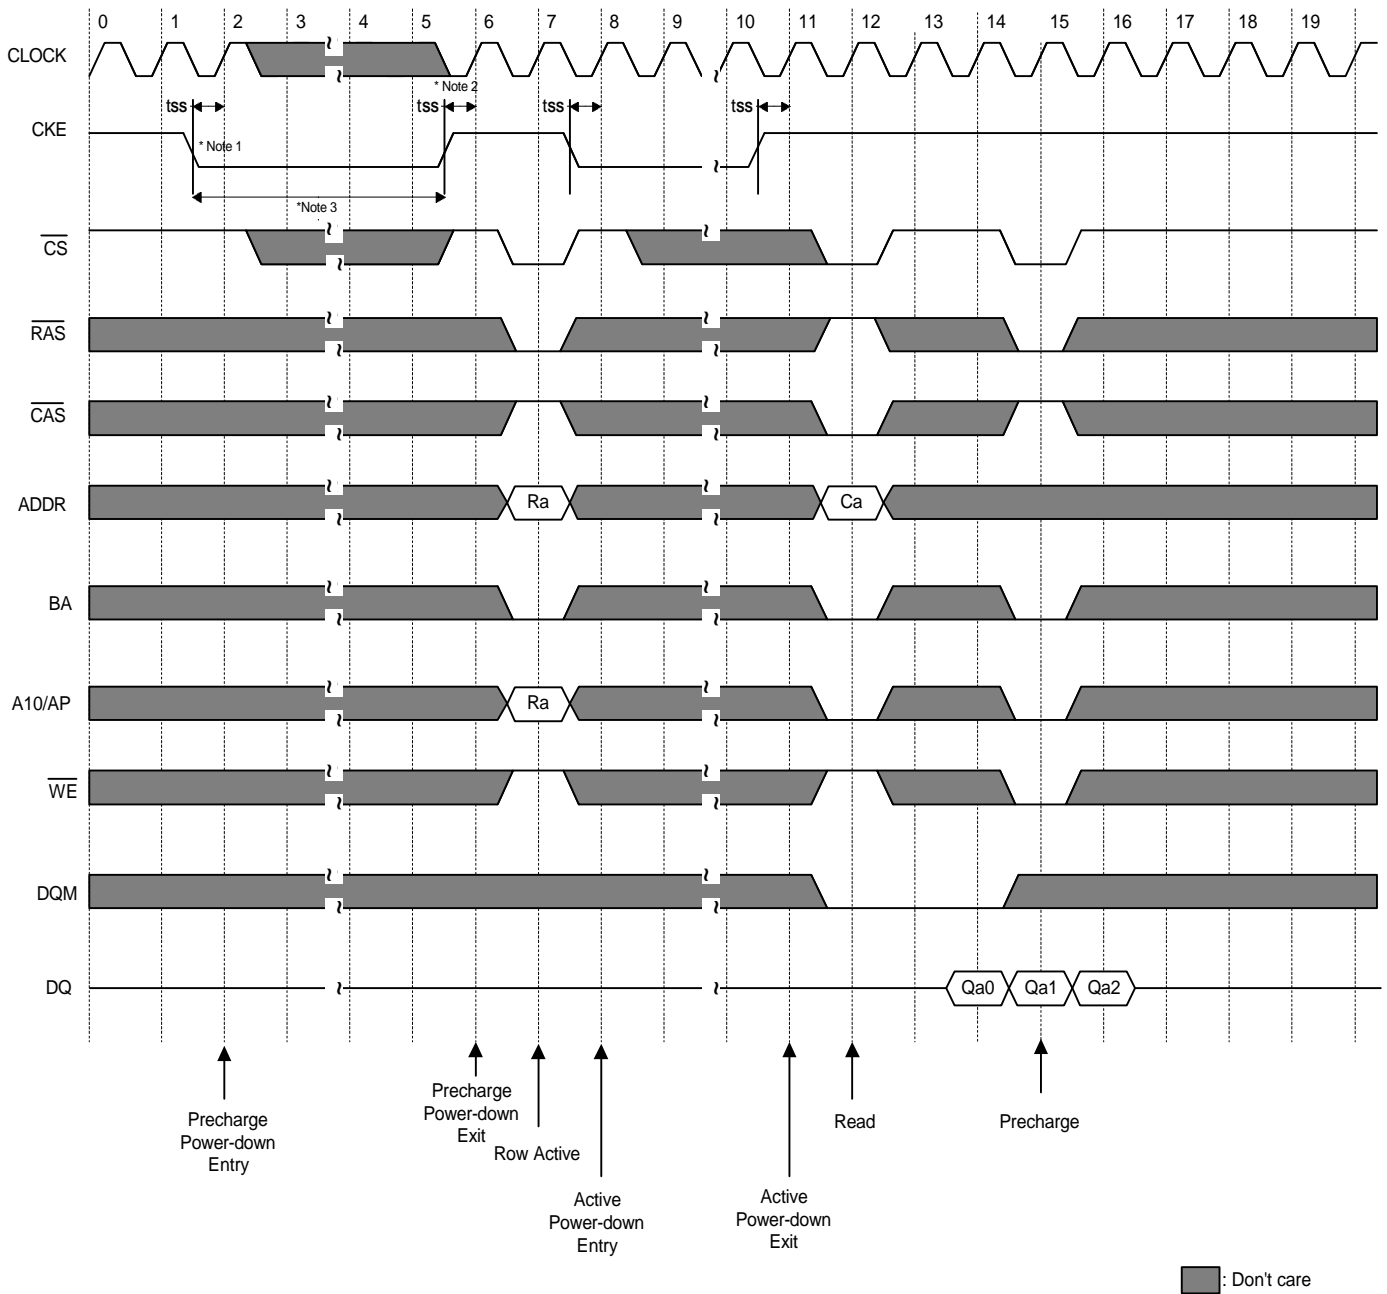 0 1 2 3 4 5 6 7 8 9 10 11 12 13 14 15 16 17 18 19
CLOCK
* Note 2
tss tss tss tss
CKE
* Note 1
*Note 3
CS
RAS
CAS
ADDR Ra Ca
BA
A10/AP Ra
WE
DQM
DQ Qa0 Qa1 Qa2
Precharge
Power-down
Entry
Precharge
Power-down
Exit
Row Active
Active
Power-down
Entry
Active
Power-down
Exit
Read
Precharge
: Don't care